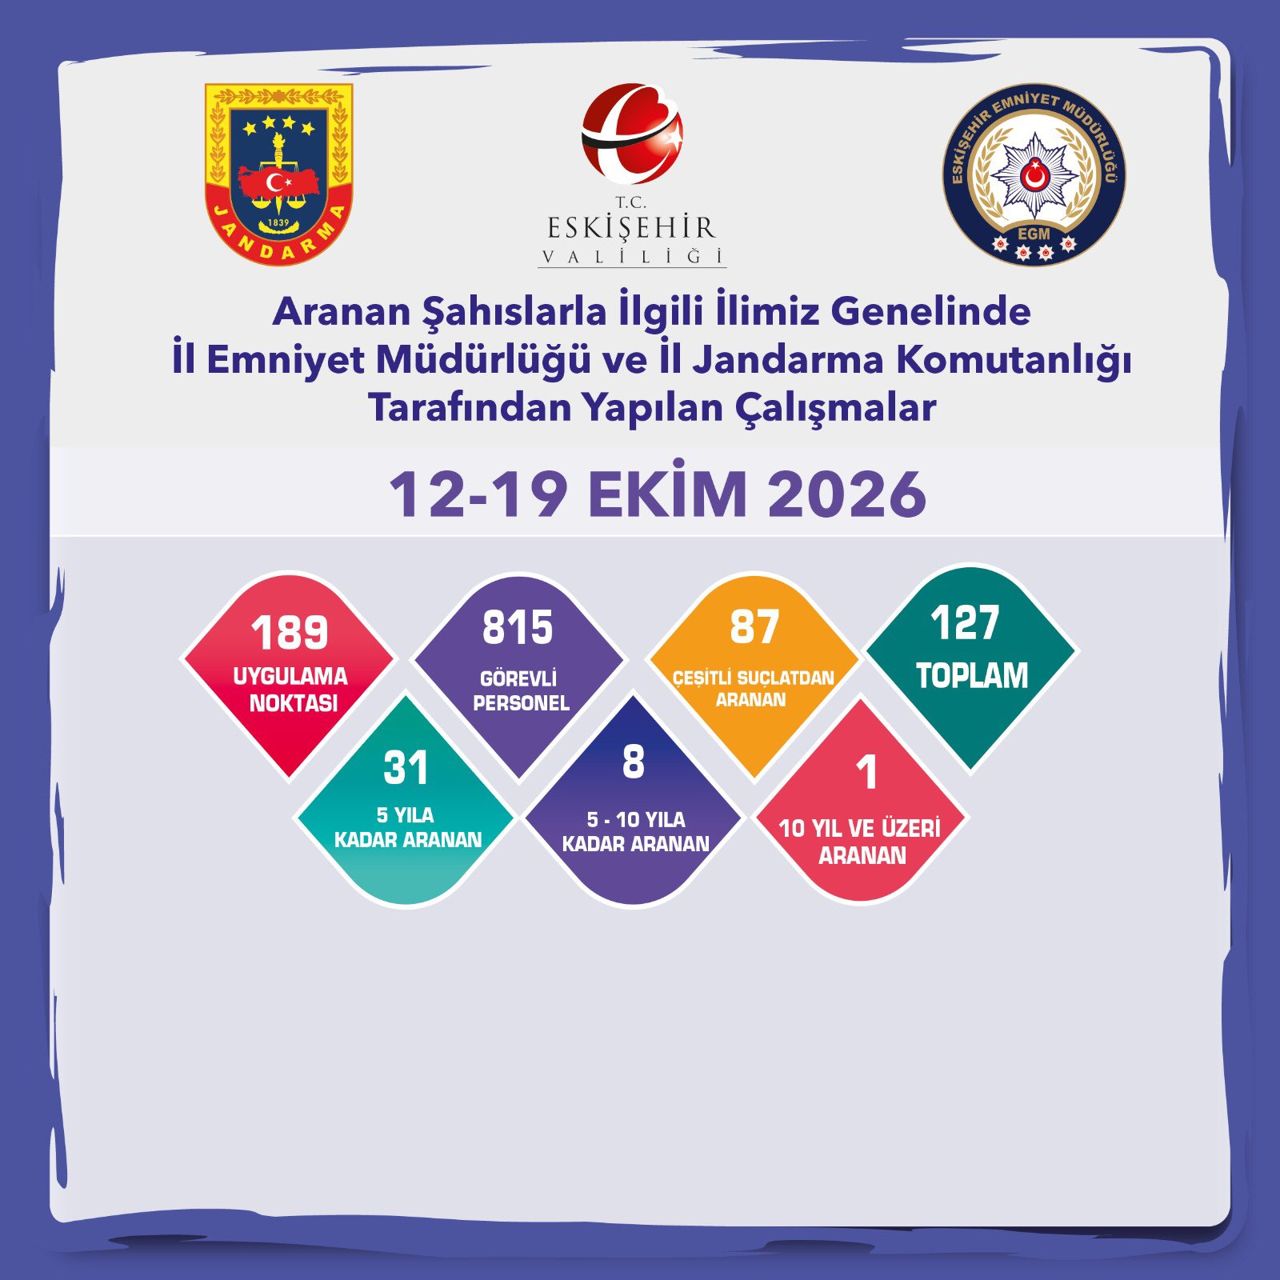 JANDARMA
1839
T.C.
ESKİŞEHİR
VALİLİĞİ
ESKİŞEHİR EMNİYET MÜDÜRLÜĞÜ
EGM
Aranan Şahıslarla İlgili İlimiz Genelinde
İl Emniyet Müdürlüğü ve İl Jandarma Komutanlığı
Tarafından Yapılan Çalışmalar
12-19 EKİM 2026
189
UYGULAMA
NOKTASI
815
GÖREVLİ
PERSONEL
87
ÇEŞİTLİ SUÇLATDAN
ARANAN
127
TOPLAM
31
5 YILA
KADAR ARANAN
8
5 - 10 YILA
KADAR ARANAN
1
10 YIL VE ÜZERİ
ARANAN